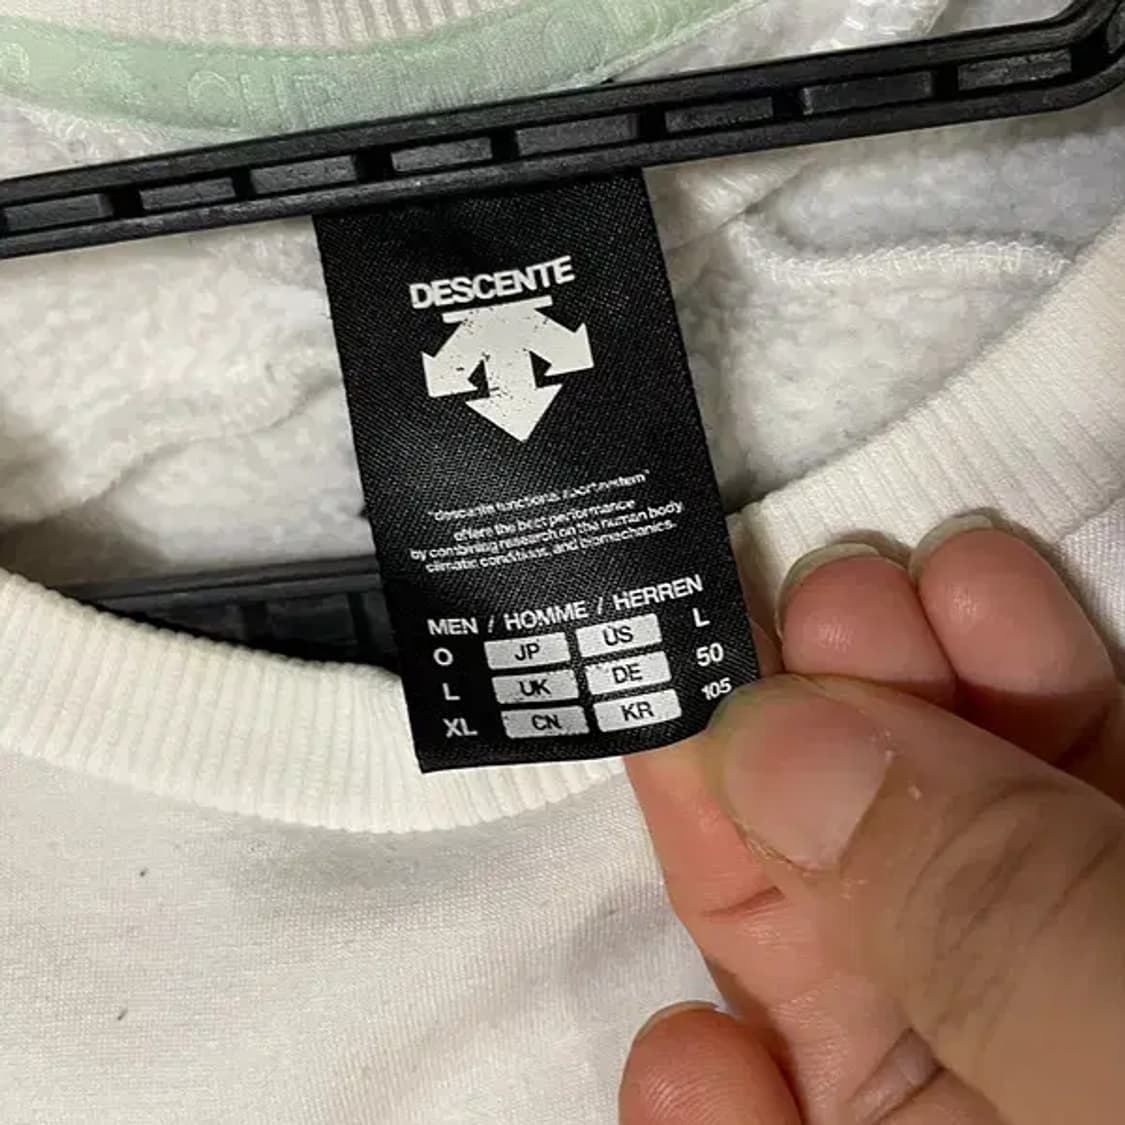 DESCENTE
"descente functional sport system"
offers the best performance
by combining research on the human body,
climatic conditions, and biomechanics.
MEN / HOMME / HERREN
O JP US L
L UK DE 50
XL CN KR 105